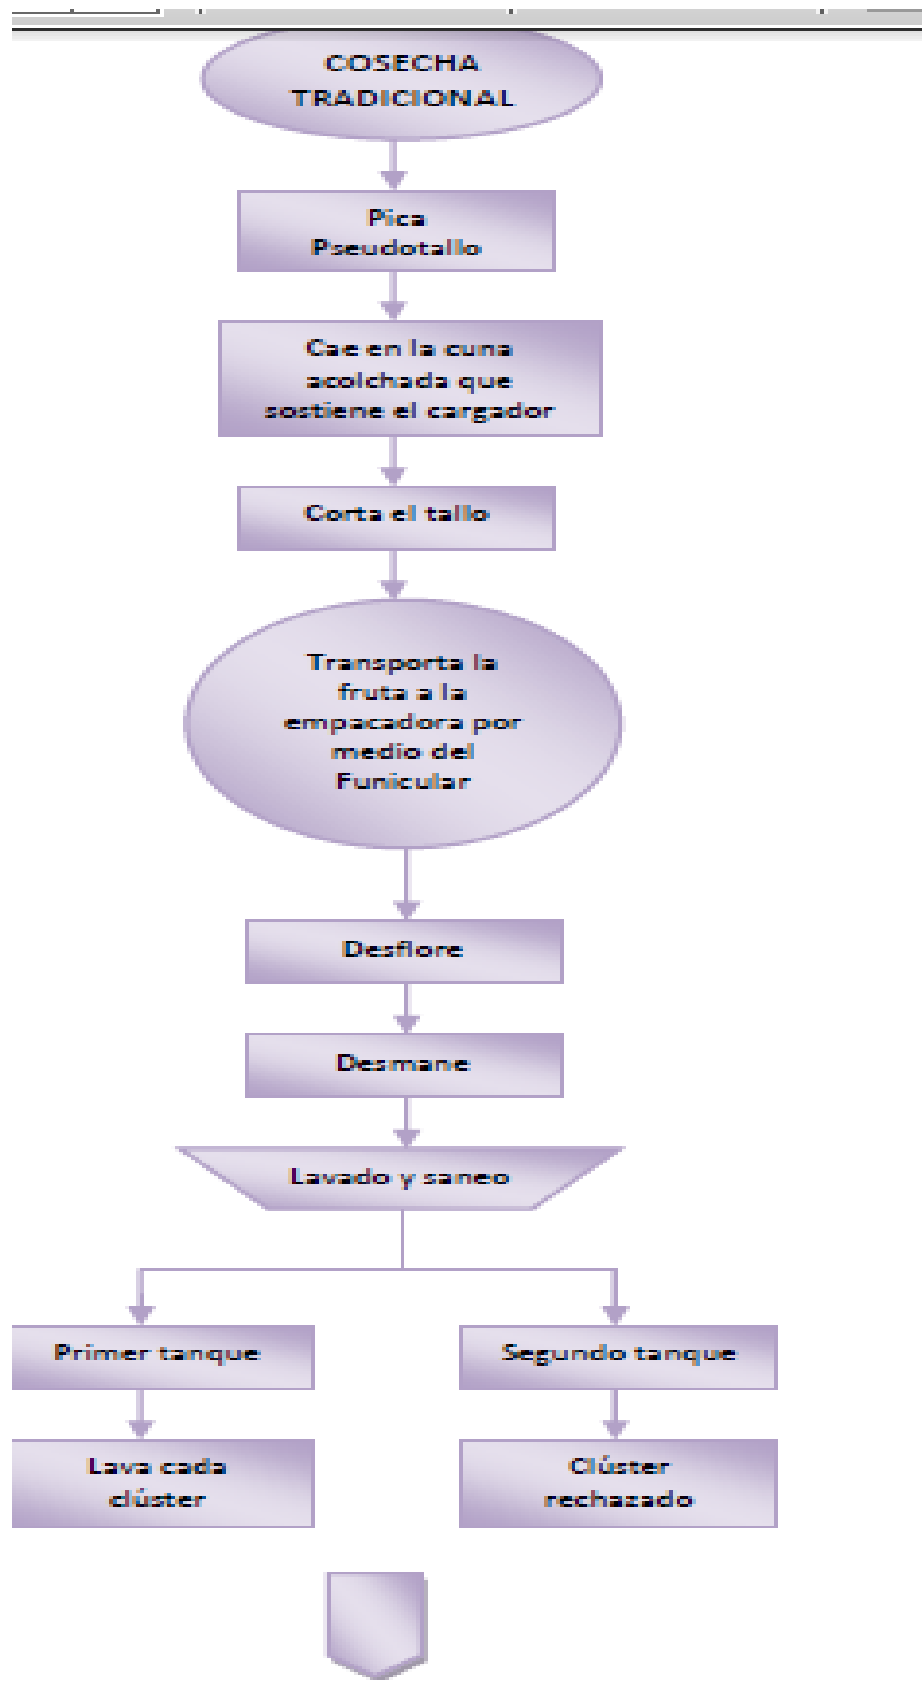 COSECHA
TRADICIONAL
Pica
Pseudotallo
Cae en la cuna
acolchada que
sostiene el cargador
Corta el tallo
Transporta la
fruta a la
empacadora por
medio del
Funicular
Desflore
Desmane
Lavado y saneo
Primer tanque
Segundo tanque
Lava cada
clúster
Clúster
rechazado